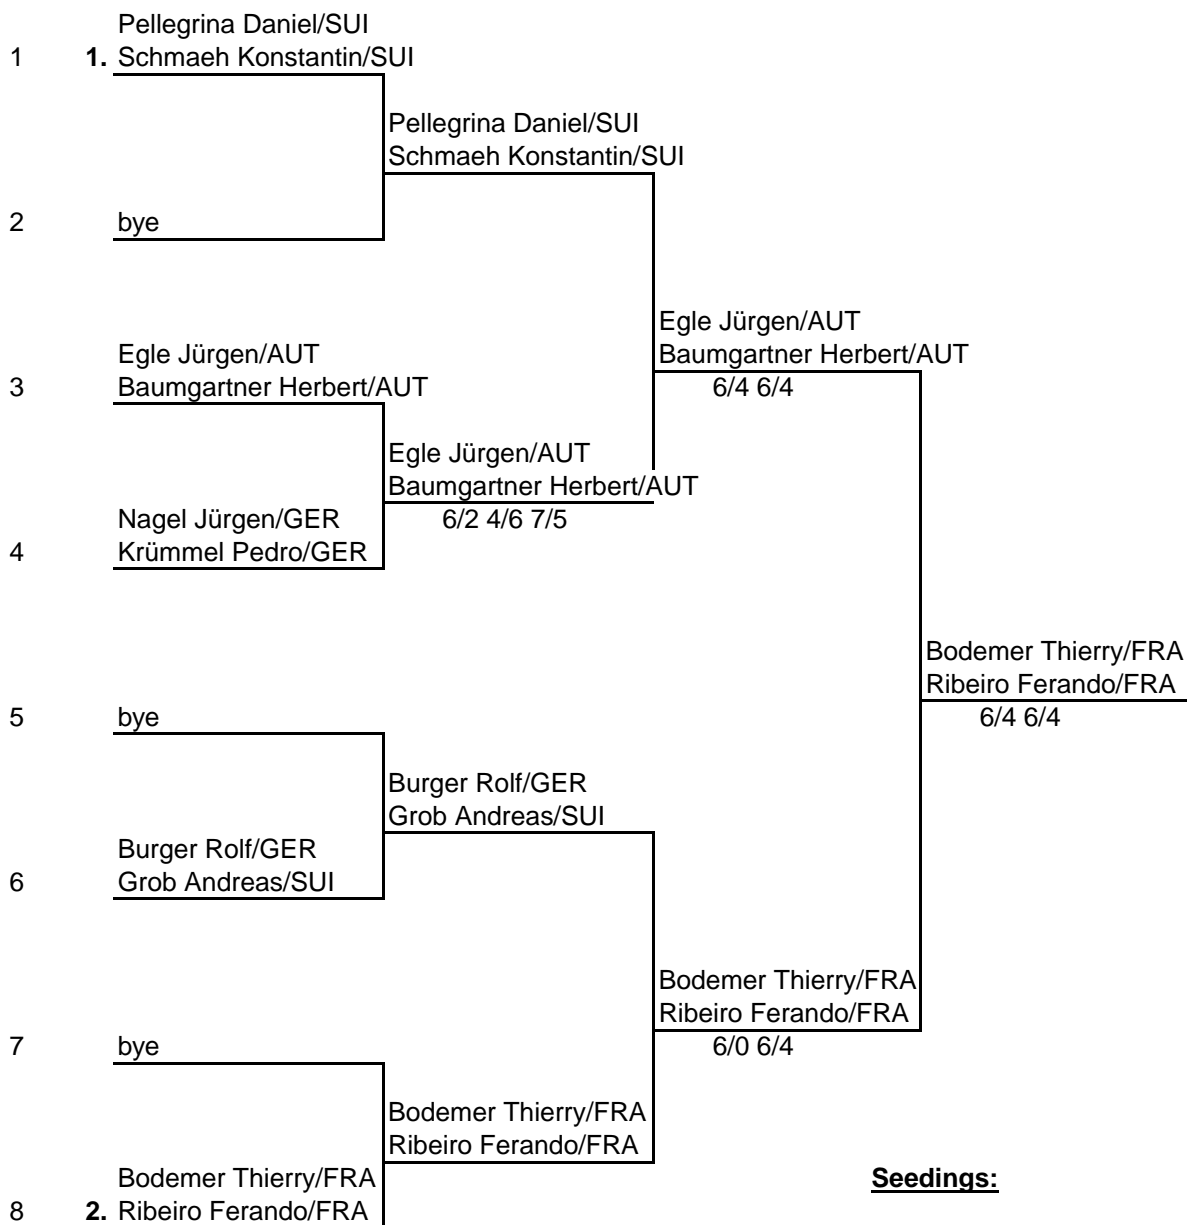 Pellegrina Daniel/SUI
1 1. Schmaeh Konstantin/SUI
Pellegrina Daniel/SUI
Schmaeh Konstantin/SUI
2 bye
Egle Jürgen/AUT
Baumgartner Herbert/AUT
6/4 6/4
Egle Jürgen/AUT
3 Baumgartner Herbert/AUT
Egle Jürgen/AUT
Baumgartner Herbert/AUT
6/2 4/6 7/5
Nagel Jürgen/GER
4 Krümmel Pedro/GER
Bodemer Thierry/FRA
Ribeiro Ferando/FRA
6/4 6/4
5 bye
Burger Rolf/GER
Grob Andreas/SUI
Burger Rolf/GER
6 Grob Andreas/SUI
Bodemer Thierry/FRA
Ribeiro Ferando/FRA
6/0 6/4
7 bye
Bodemer Thierry/FRA
Ribeiro Ferando/FRA
Bodemer Thierry/FRA
8 2. Ribeiro Ferando/FRA
Seedings: